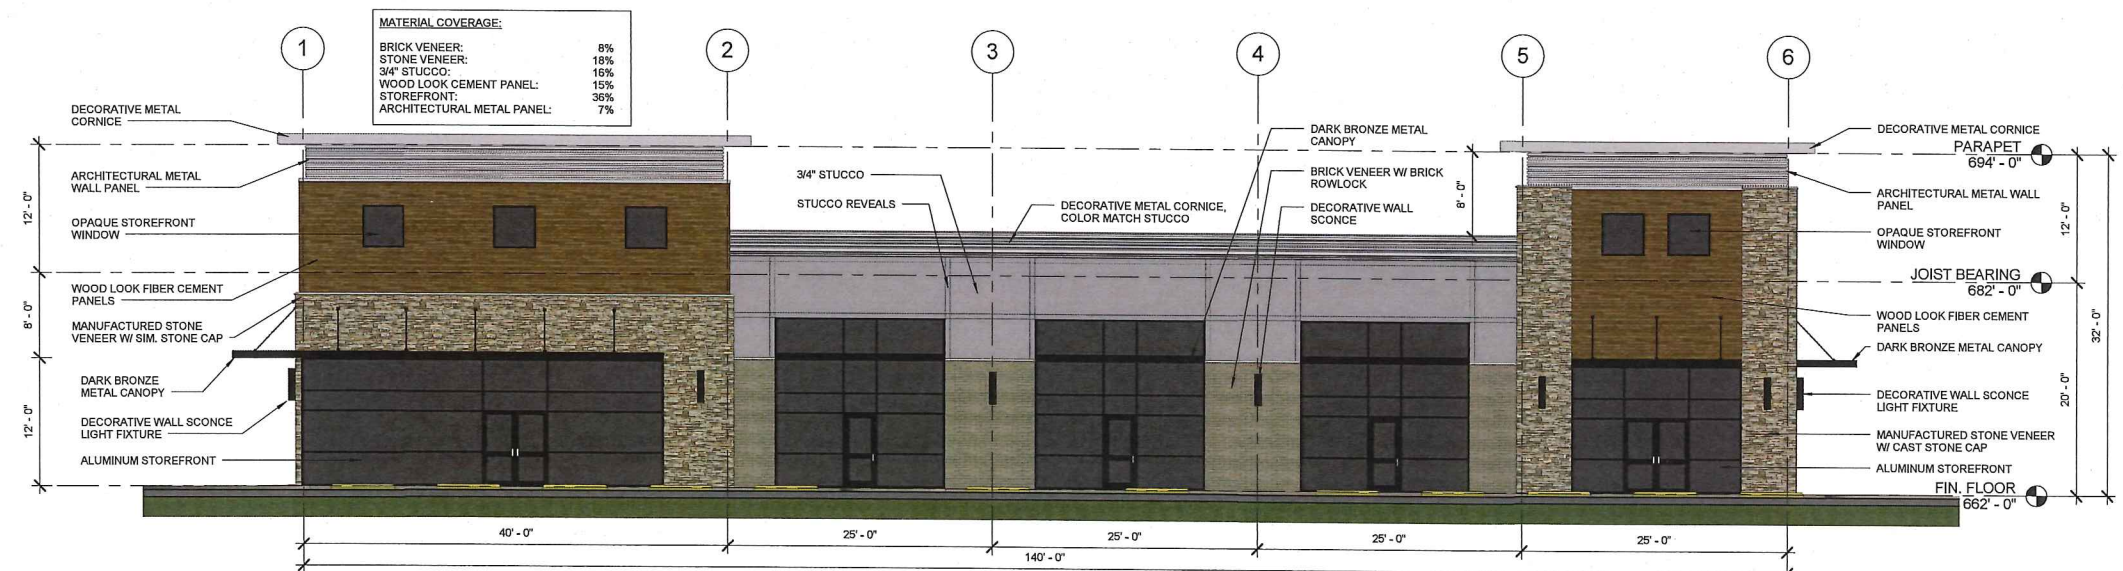 MATERIAL COVERAGE:
BRICK VENEER: 8%
STONE VENEER: 18%
3/4" STUCCO: 16%
WOOD LOOK CEMENT PANEL: 15%
STOREFRONT: 36%
ARCHITECTURAL METAL PANEL: 7%
1
2
3
4
5
6
DECORATIVE METAL
CORNICE
ARCHITECTURAL METAL
WALL PANEL
OPAQUE STOREFRONT
WINDOW
WOOD LOOK FIBER CEMENT
PANELS
MANUFACTURED STONE
VENEER W/ SIM. STONE CAP
DARK BRONZE
METAL CANOPY
DECORATIVE WALL SCONCE
LIGHT FIXTURE
ALUMINUM STOREFRONT
12' - 0"
8' - 0"
12' - 0"
3/4" STUCCO
STUCCO REVEALS
DECORATIVE METAL CORNICE,
COLOR MATCH STUCCO
DARK BRONZE METAL
CANOPY
BRICK VENEER W/ BRICK
ROWLOCK
DECORATIVE WALL
SCONCE
8' - 0"
DECORATIVE METAL CORNICE
PARAPET
694' - 0"
ARCHITECTURAL METAL WALL
PANEL
OPAQUE STOREFRONT
WINDOW
JOIST BEARING
682' - 0"
WOOD LOOK FIBER CEMENT
PANELS
DARK BRONZE METAL CANOPY
DECORATIVE WALL SCONCE
LIGHT FIXTURE
MANUFACTURED STONE VENEER
W/ CAST STONE CAP
ALUMINUM STOREFRONT
FIN. FLOOR
662' - 0"
12' - 0"
20' - 0"
32' - 0"
40' - 0"
25' - 0"
25' - 0"
25' - 0"
25' - 0"
140' - 0"